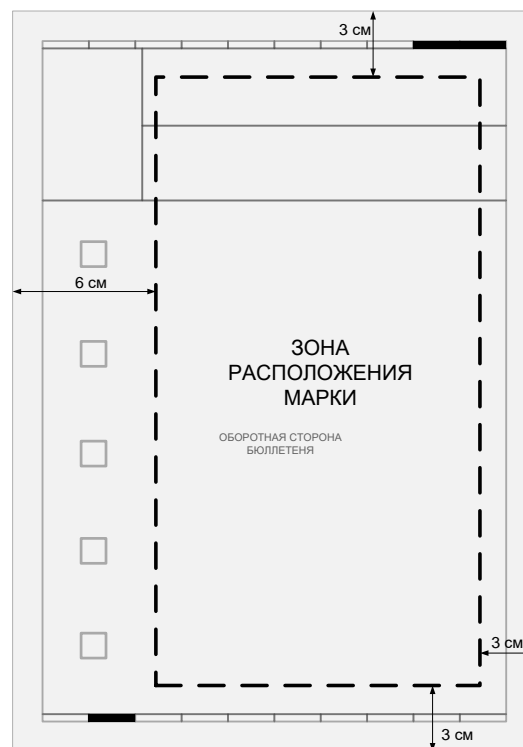 3 см
6 см
ЗОНА
РАСПОЛОЖЕНИЯ
МАРКИ
ОБОРОТНАЯ СТОРОНА
БЮЛЛЕТЕНЯ
3 см
3 см